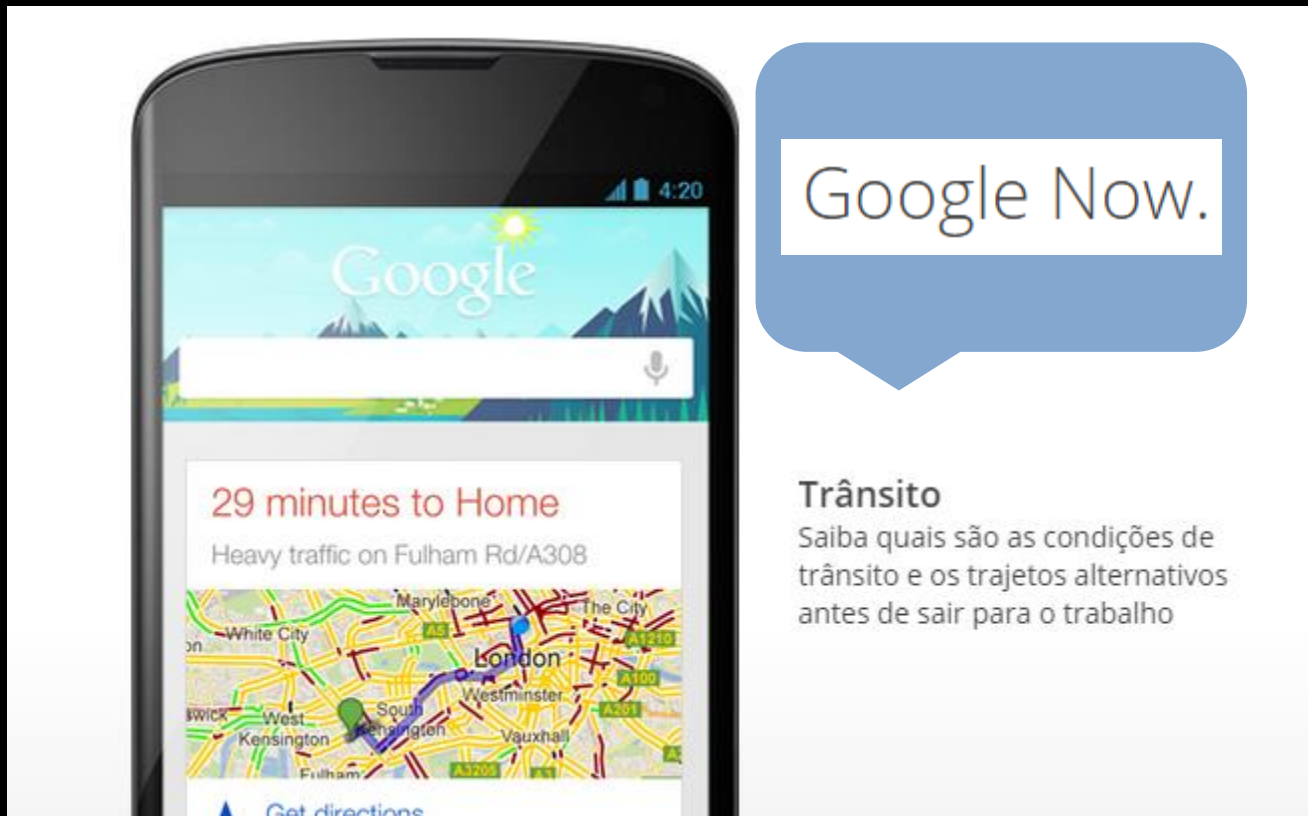 Google Now.
4:20
Google
29 minutes to Home
Heavy traffic on Fulham Rd/A308
Marylebone
The City
White City
A5
A1210
London
A100
Westminster
A201
West
Kensington
South
Kensington
Vauxhall
Fulham
A3205
A3
Get directions
Trânsito
Saiba quais são as condições de
trânsito e os trajetos alternativos
antes de sair para o trabalho